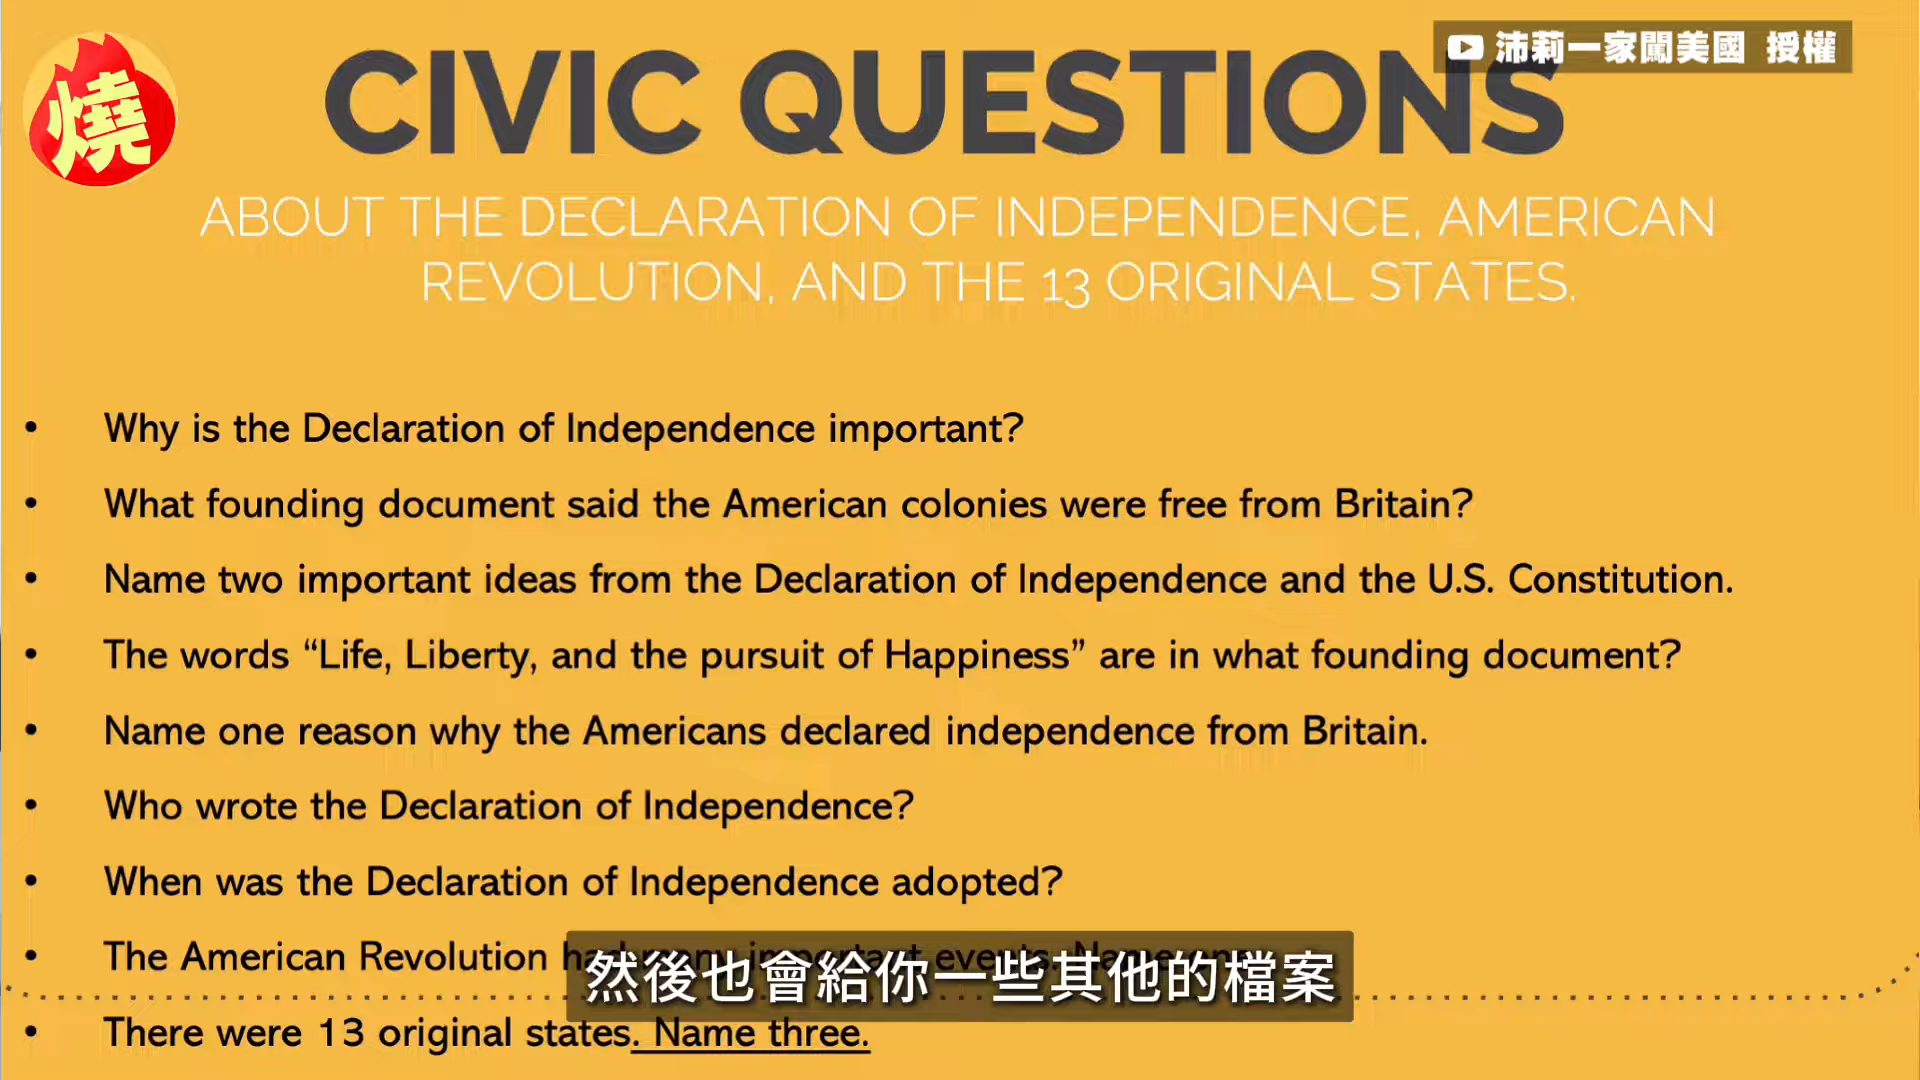 燒
沛莉一家闖美國 授權
CIVIC QUESTIONS
ABOUT THE DECLARATION OF INDEPENDENCE, AMERICAN
REVOLUTION, AND THE 13 ORIGINAL STATES.
• Why is the Declaration of Independence important?
• What founding document said the American colonies were free from Britain?
• Name two important ideas from the Declaration of Independence and the U.S. Constitution.
• The words “Life, Liberty, and the pursuit of Happiness” are in what founding document?
• Name one reason why the Americans declared independence from Britain.
• Who wrote the Declaration of Independence?
• When was the Declaration of Independence adopted?
• The American Revolution had many important events. Name one.
然後也會給你一些其他的檔案
• There were 13 original states. Name three.